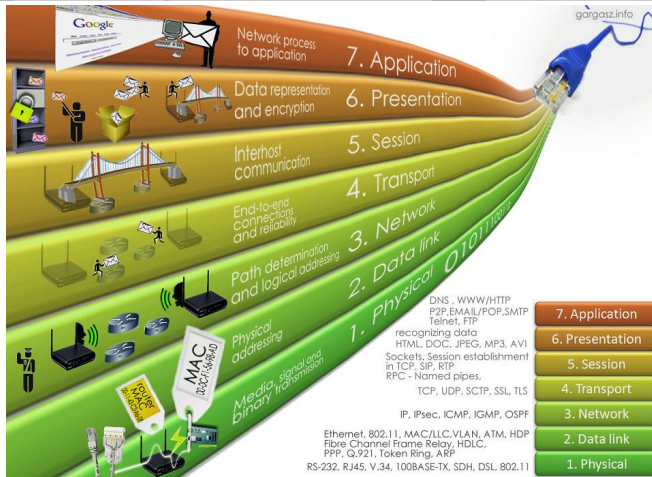 gargasz.info
Google
Network process
to application
7. Application
Data representation
and encryption
6. Presentation
Interhost
communication
5. Session
End-to-end
connections
and reliability
4. Transport
Path determination
and logical addressing
3. Network
Physical
addressing
2. Data link
Media, signal and
binary transmission
1. Physical
router
MAC
MAC
DNS , WWW/HTTP
P2P,EMAIL/POP,SMTP
Telnet, FTP
7. Application
recognizing data
HTML, DOC, JPEG, MP3, AVI
6. Presentation
Sockets, Session establishment
in TCP, SIP, RTP
RPC - Named pipes,
5. Session
TCP, UDP, SCTP, SSL, TLS
4. Transport
IP, IPsec, ICMP, IGMP, OSPF
3. Network
Ethernet, 802.11, MAC/LLC,VLAN, ATM, HDP
Fibre Channel Frame Relay, HDLC,
PPP, Q.921, Token Ring, ARP
2. Data link
RS-232, RJ45, V.34, 100BASE-TX, SDH, DSL, 802.11
1. Physical